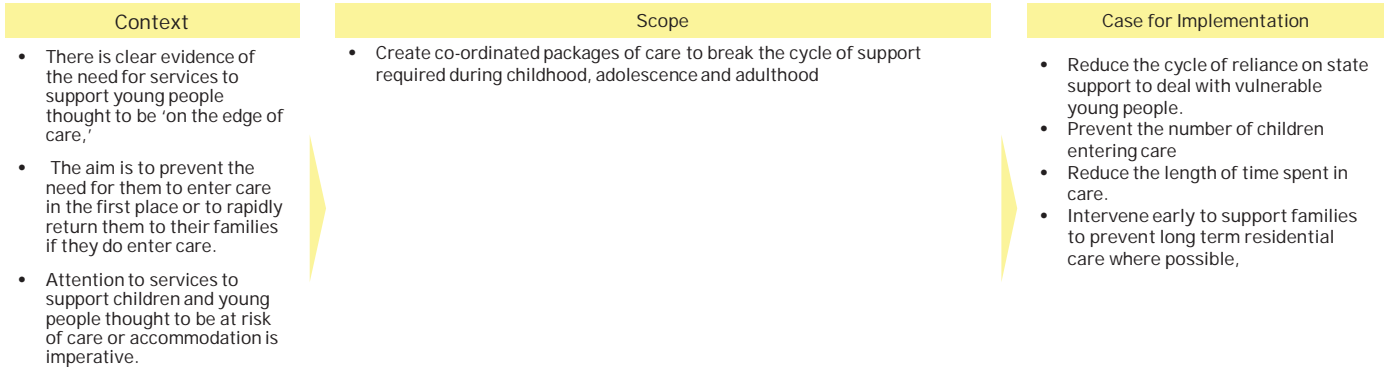 Context
• There is clear evidence of
the need for services to
support young people
thought to be ‘on the edge of
care,’
• The aim is to prevent the
need for them to enter care
in the first place or to rapidly
return them to their families
if they do enter care.
• Attention to services to
support children and young
people thought to be at risk
of care or accommodation is
imperative.
Scope
• Create co-ordinated packages of care to break the cycle of support
required during childhood, adolescence and adulthood
Case for Implementation
• Reduce the cycle of reliance on state
support to deal with vulnerable
young people.
• Prevent the number of children
entering care
• Reduce the length of time spent in
care.
• Intervene early to support families
to prevent long term residential
care where possible,